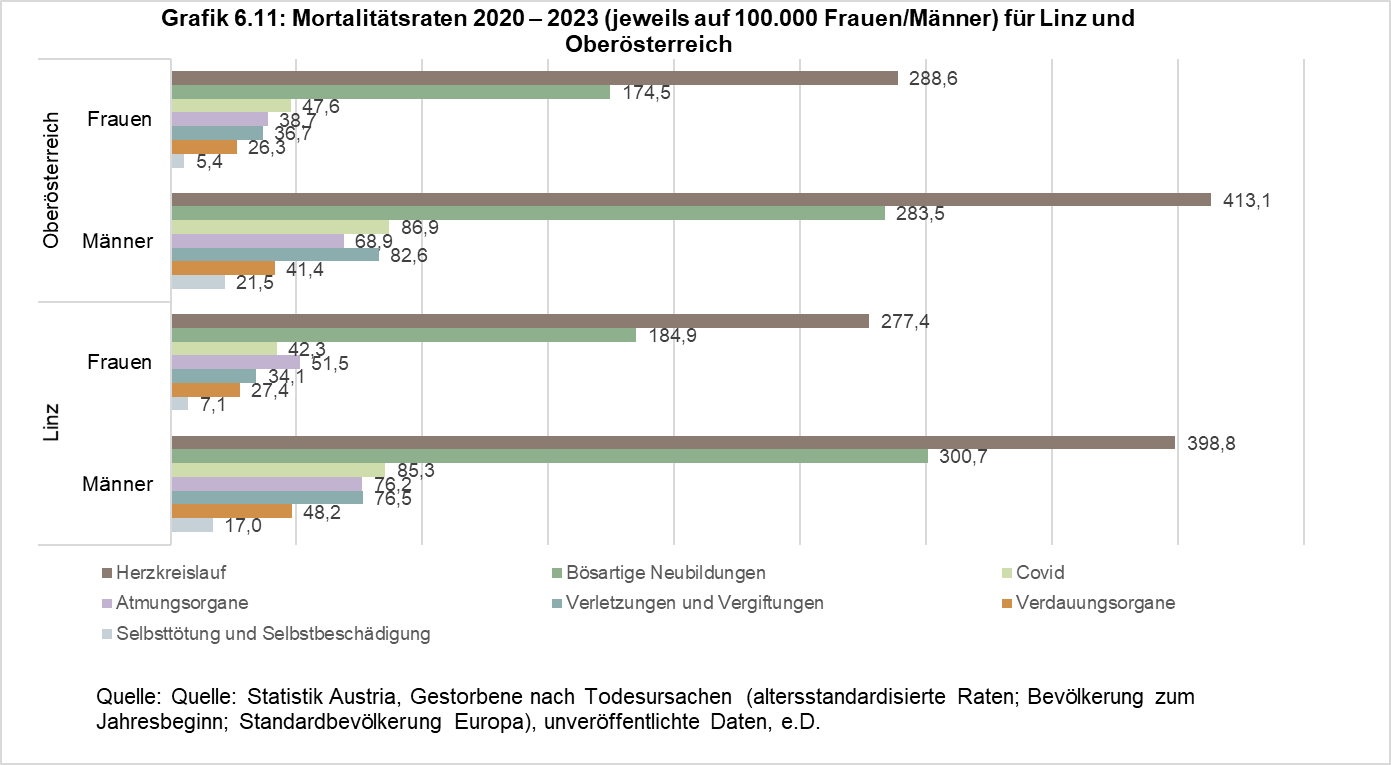 Grafik 6.11: Mortalitätsraten 2020 – 2023 (jeweils auf 100.000 Frauen/Männer) für Linz und
Oberösterreich
Oberösterreich
Frauen
288,6
174,5
47,6
38,7
36,7
26,3
5,4
Männer
413,1
283,5
86,9
68,9
82,6
41,4
21,5
Linz
Frauen
277,4
184,9
42,3
51,5
34,1
27,4
7,1
Männer
398,8
300,7
85,3
76,2
76,5
48,2
17,0
Herzkreislauf
Bösartige Neubildungen
Covid
Atmungsorgane
Verletzungen und Vergiftungen
Verdauungsorgane
Selbsttötung und Selbstbeschädigung
Quelle: Quelle: Statistik Austria, Gestorbene nach Todesursachen (altersstandardisierte Raten; Bevölkerung zum
Jahresbeginn; Standardbevölkerung Europa), unveröffentlichte Daten, e.D.